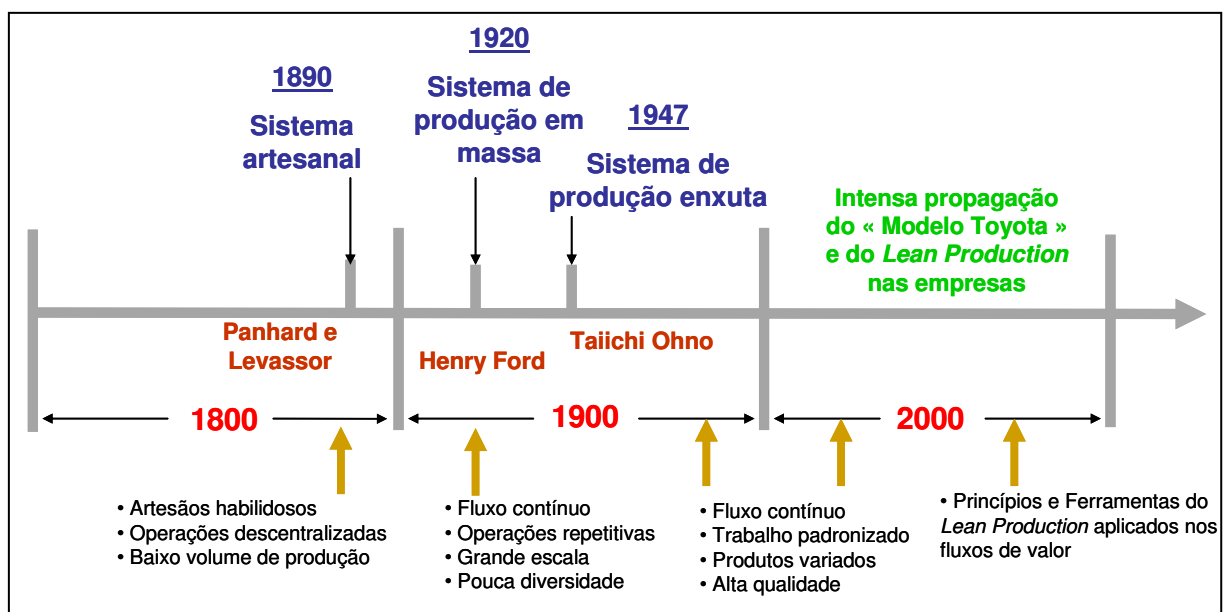 1890
Sistema
artesanal
1920
Sistema de
produção em
massa
1947
Sistema de
produção enxuta
Intensa propagação
do « Modelo Toyota »
e do Lean Production
nas empresas
Panhard e
Levassor
Henry Ford
Taiichi Ohno
1800
1900
2000
• Artesãos habilidosos
• Operações descentralizadas
• Baixo volume de produção
• Fluxo contínuo
• Operações repetitivas
• Grande escala
• Pouca diversidade
• Fluxo contínuo
• Trabalho padronizado
• Produtos variados
• Alta qualidade
• Princípios e Ferramentas do
Lean Production aplicados nos
fluxos de valor